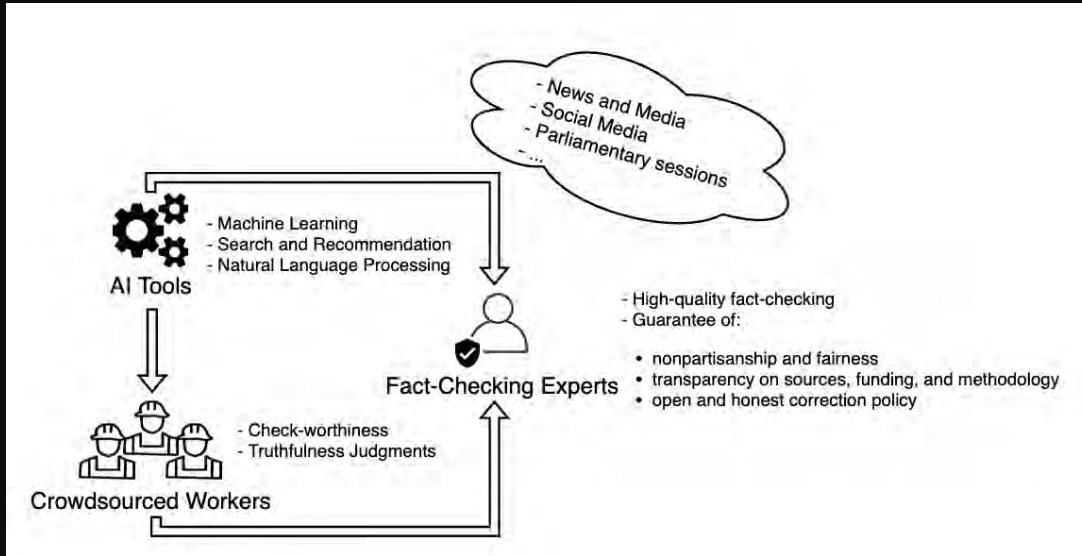 - News and Media
- Social Media
- Parliamentary sessions
- ...
- Machine Learning
- Search and Recommendation
- Natural Language Processing
AI Tools
- High-quality fact-checking
- Guarantee of:
• nonpartisanship and fairness
• transparency on sources, funding, and methodology
• open and honest correction policy
Fact-Checking Experts
- Check-worthiness
- Truthfulness Judgments
Crowdsourced Workers